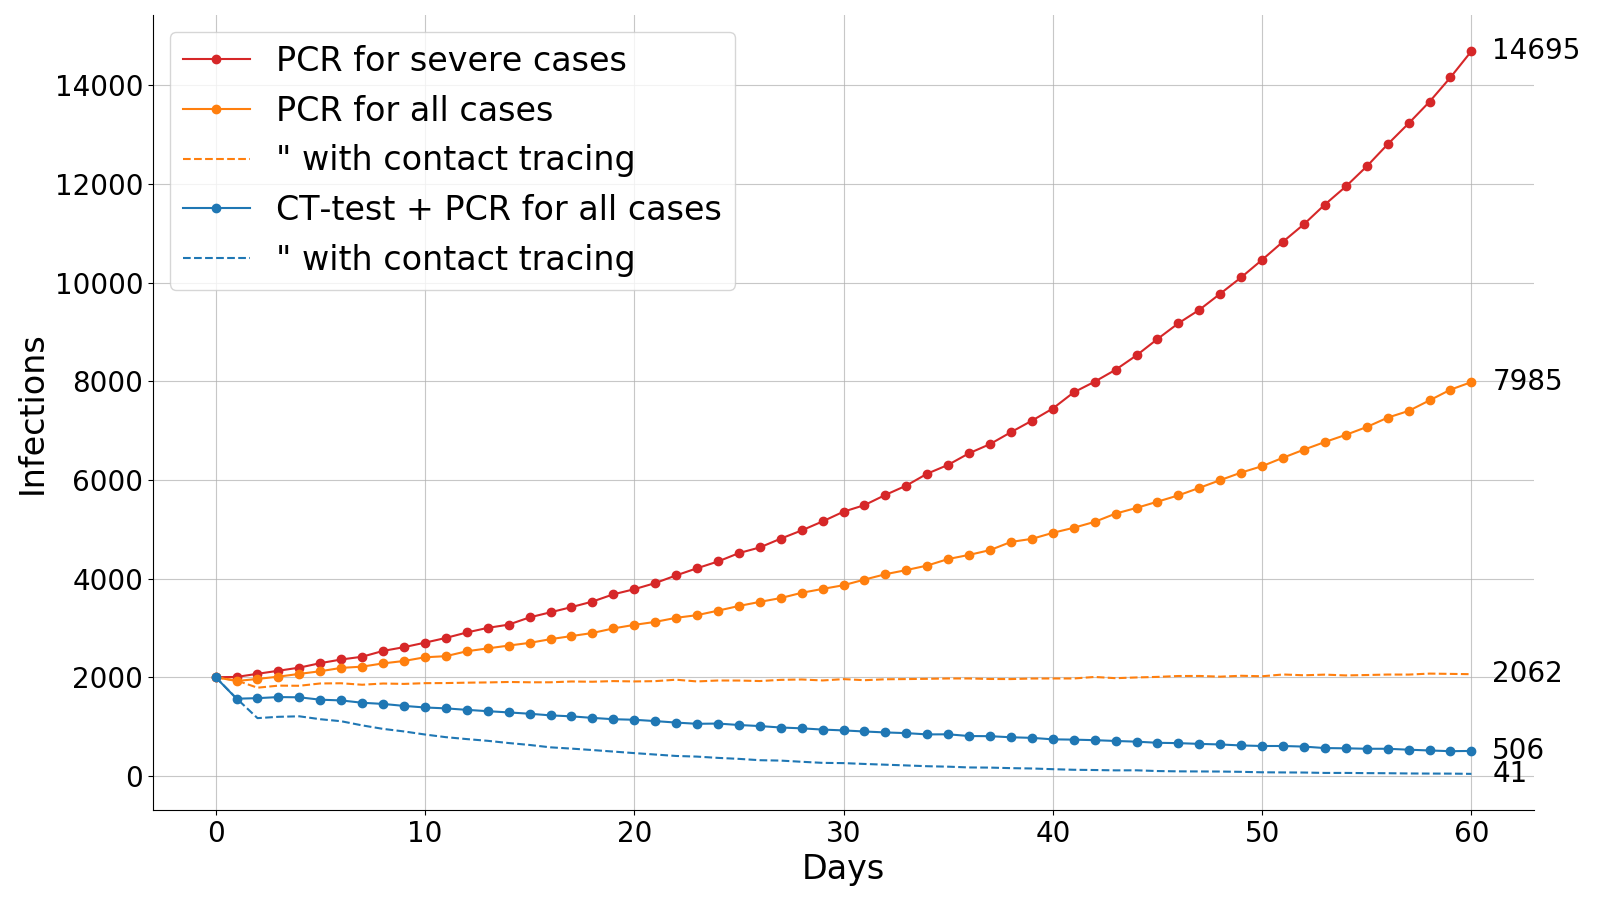 PCR for severe cases
PCR for all cases
" with contact tracing
CT-test + PCR for all cases
" with contact tracing
14695
7985
2062
506
41
14000
12000
10000
8000
6000
4000
2000
0
Infections
0 10 20 30 40 50 60
Days